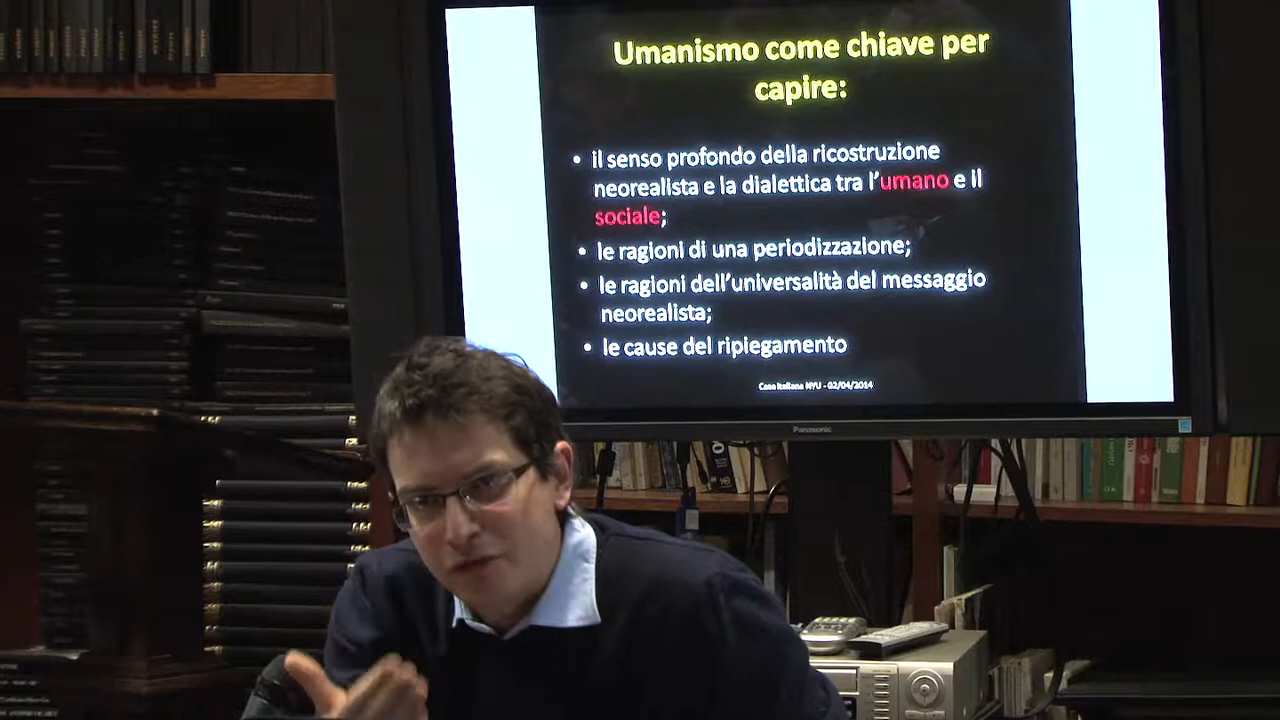 Umanismo come chiave per
capire:
• il senso profondo della ricostruzione
neorealista e la dialettica tra l'umano e il
sociale;
• le ragioni di una periodizzazione;
• le ragioni dell'universalità del messaggio
neorealista;
• le cause del ripiegamento
Casa Italiana NYU - 02/04/2014
Panasonic